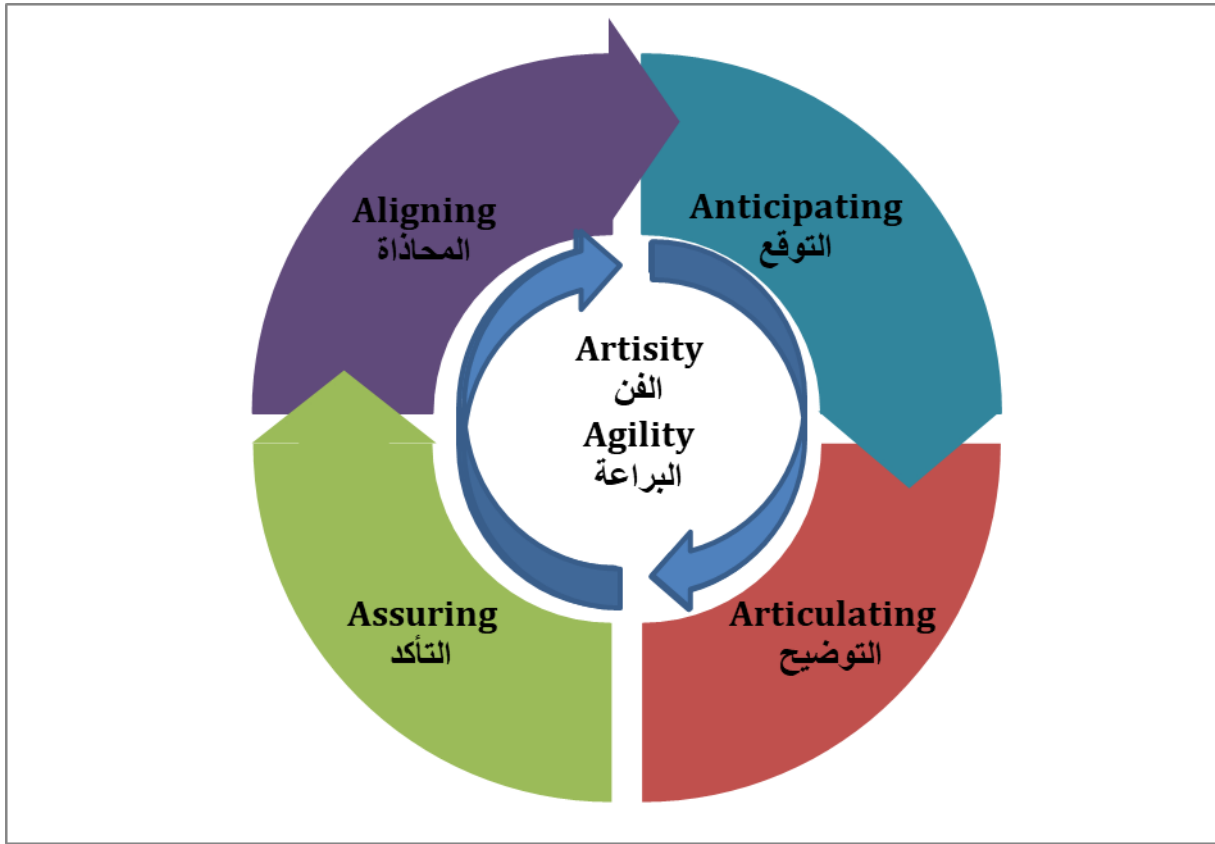 Aligning
المحاذاة
Anticipating
التوقع
Artisity
الفن
Agility
البراعة
Assuring
التأكد
Articulating
التوضيح